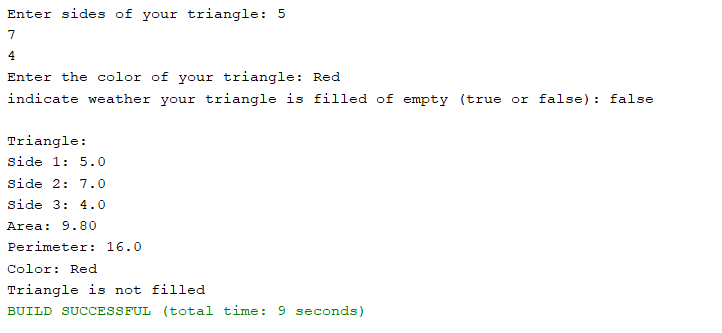 Enter sides of your triangle: 5
7
4
Enter the color of your triangle: Red
indicate weather your triangle is filled of empty (true or false): false
Triangle:
Side 1: 5.0
Side 2: 7.0
Side 3: 4.0
Area: 9.80
Perimeter: 16.0
Color: Red
Triangle is not filled
BUILD SUCCESSFUL (total time: 9 seconds)